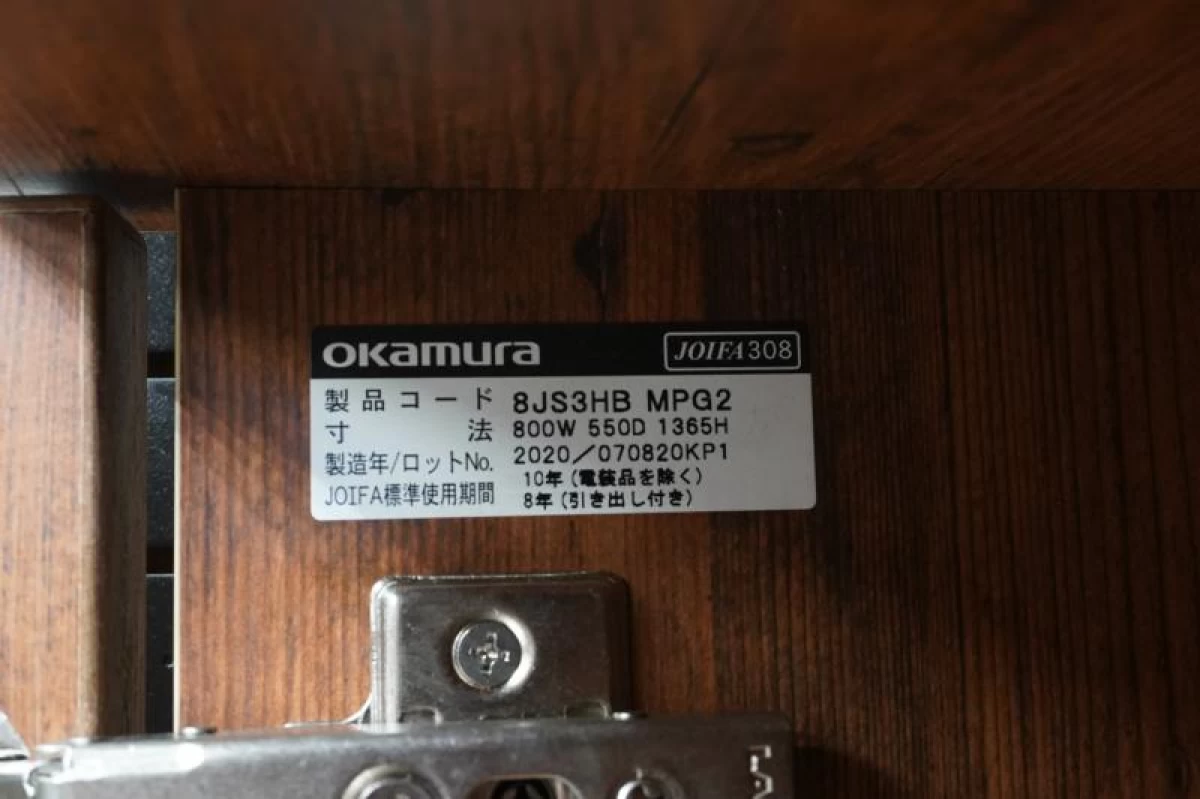 okamura JOIFA308
製品コード 8JS3HB MPG2
寸法 800W 550D 1365H
製造年/ロットNo. 2020/070820KP1
JOIFA標準使用期間 10年(電装品を除く)
8年(引き出し付き)